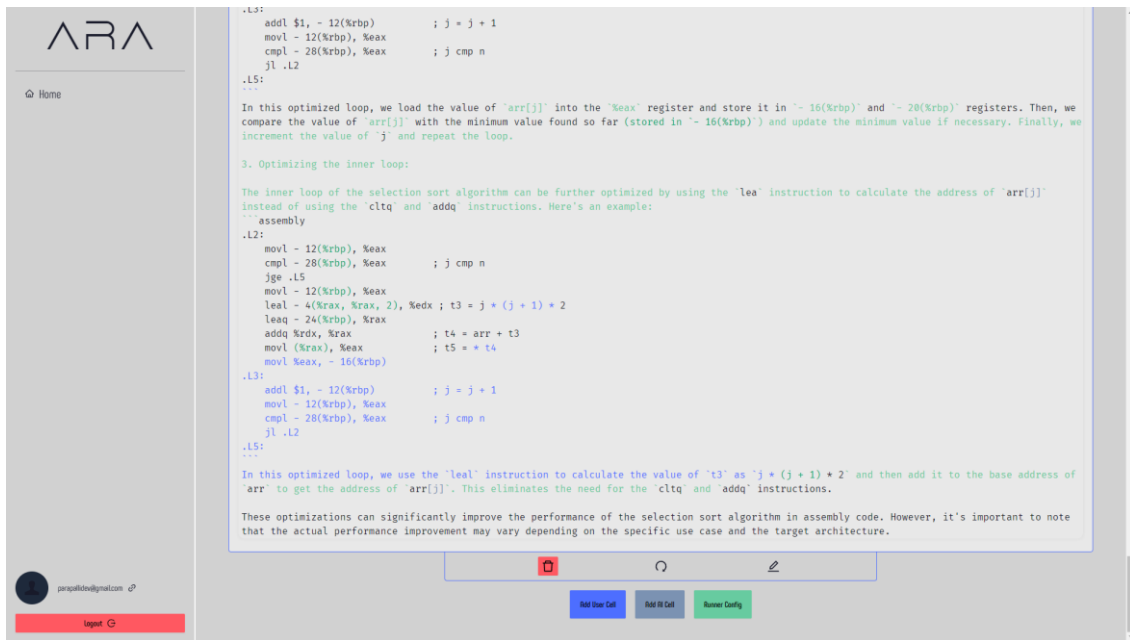 ARA
Home
.L3:
addl $1, - 12(%rbp) ; j = j + 1
movl - 12(%rbp), %eax
cmpl - 28(%rbp), %eax ; j cmp n
jl .L2
.L5:
```
In this optimized loop, we load the value of `arr[j]` into the `%eax` register and store it in `- 16(%rbp)` and `- 20(%rbp)` registers. Then, we
compare the value of `arr[j]` with the minimum value found so far (stored in `- 16(%rbp)`) and update the minimum value if necessary. Finally, we
increment the value of `j` and repeat the loop.
3. Optimizing the inner loop:
The inner loop of the selection sort algorithm can be further optimized by using the `lea` instruction to calculate the address of `arr[j]`
instead of using the `cltq` and `addq` instructions. Here's an example:
```assembly
.L2:
movl - 12(%rbp), %eax
cmpl - 28(%rbp), %eax ; j cmp n
jge .L5
movl - 12(%rbp), %eax
leal - 4(%rax, %rax, 2), %edx ; t3 = j * (j + 1) * 2
leaq - 24(%rbp), %rax
addq %rdx, %rax ; t4 = arr + t3
movl (%rax), %eax ; t5 = * t4
movl %eax, - 16(%rbp)
.L3:
addl $1, - 12(%rbp) ; j = j + 1
movl - 12(%rbp), %eax
cmpl - 28(%rbp), %eax ; j cmp n
jl .L2
.L5:
```
In this optimized loop, we use the `leal` instruction to calculate the value of `t3` as `j * (j + 1) * 2` and then add it to the base address of
`arr` to get the address of `arr[j]`. This eliminates the need for the `cltq` and `addq` instructions.
These optimizations can significantly improve the performance of the selection sort algorithm in assembly code. However, it's important to note
that the actual performance improvement may vary depending on the specific use case and the target architecture.
Add User Cell Add AI Cell Runner Config
parapallidev@gmail.com
Logout